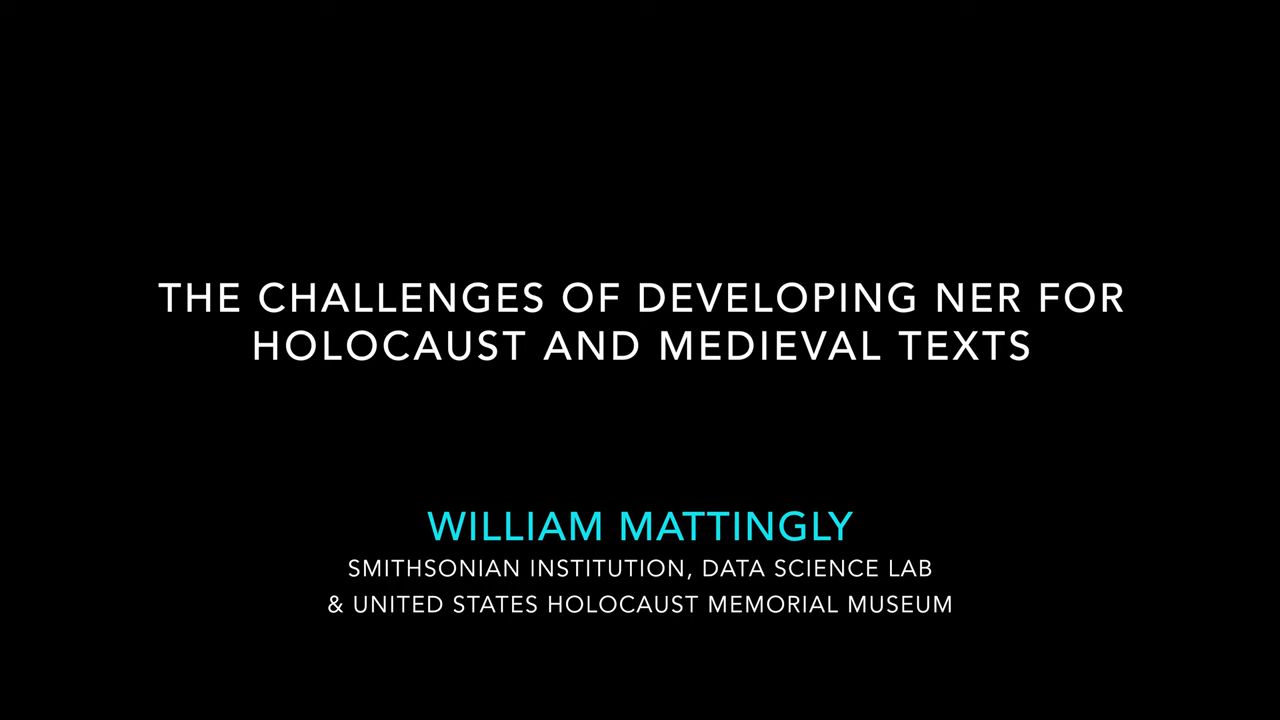 THE CHALLENGES OF DEVELOPING NER FOR
HOLOCAUST AND MEDIEVAL TEXTS
WILLIAM MATTINGLY
SMITHSONIAN INSTITUTION, DATA SCIENCE LAB
& UNITED STATES HOLOCAUST MEMORIAL MUSEUM